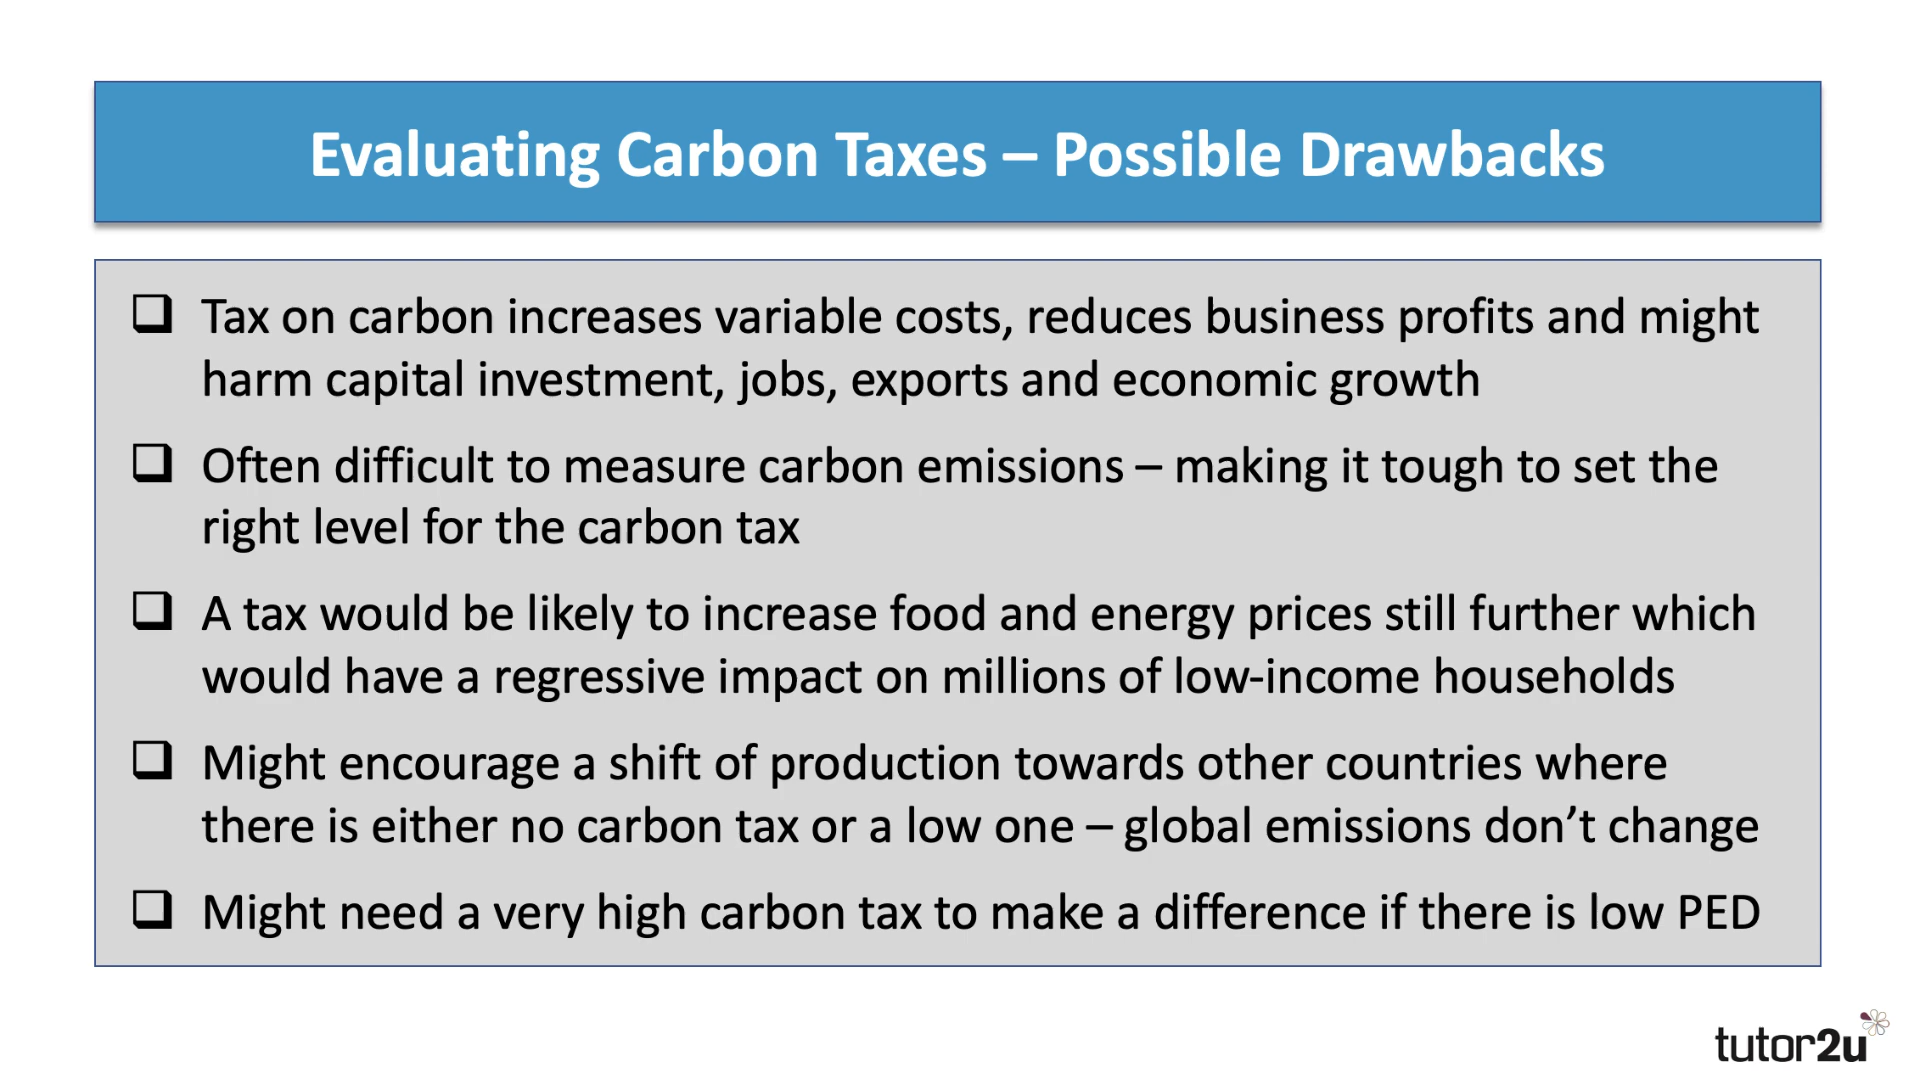 Evaluating Carbon Taxes – Possible Drawbacks
Tax on carbon increases variable costs, reduces business profits and might
harm capital investment, jobs, exports and economic growth
Often difficult to measure carbon emissions – making it tough to set the
right level for the carbon tax
A tax would be likely to increase food and energy prices still further which
would have a regressive impact on millions of low-income households
Might encourage a shift of production towards other countries where
there is either no carbon tax or a low one – global emissions don’t change
Might need a very high carbon tax to make a difference if there is low PED
tutor2u